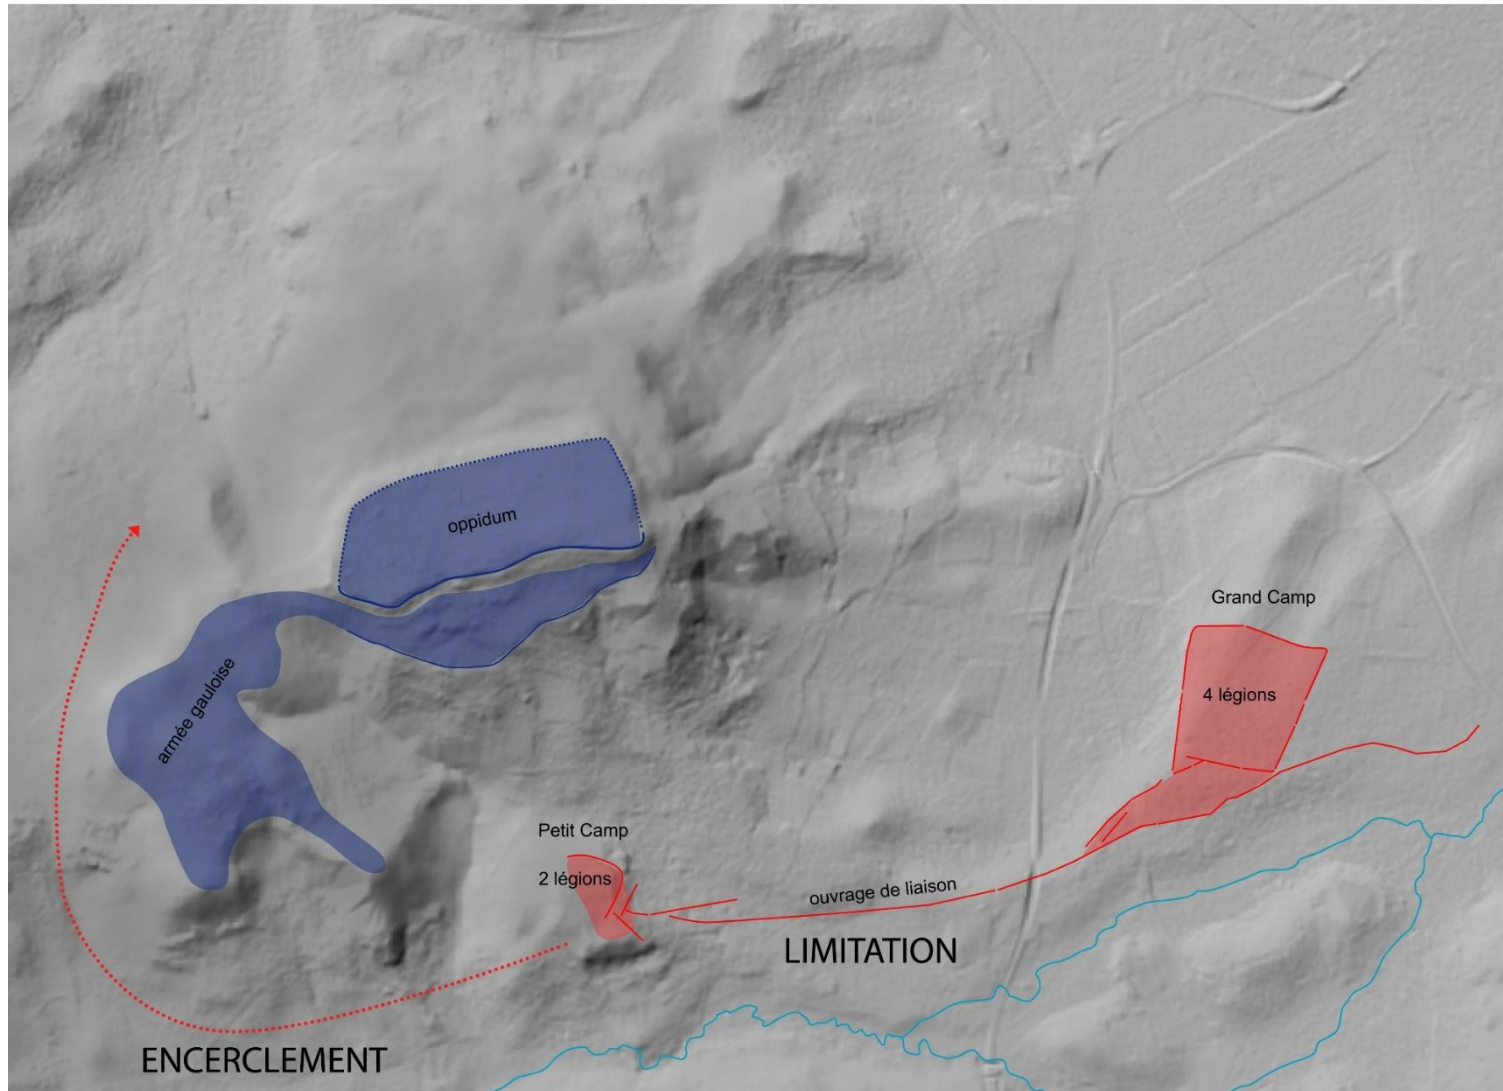 oppidum
Grand Camp
armée gauloise
4 légions
Petit Camp
2 légions
ouvrage de liaison
LIMITATION
ENCERCLEMENT